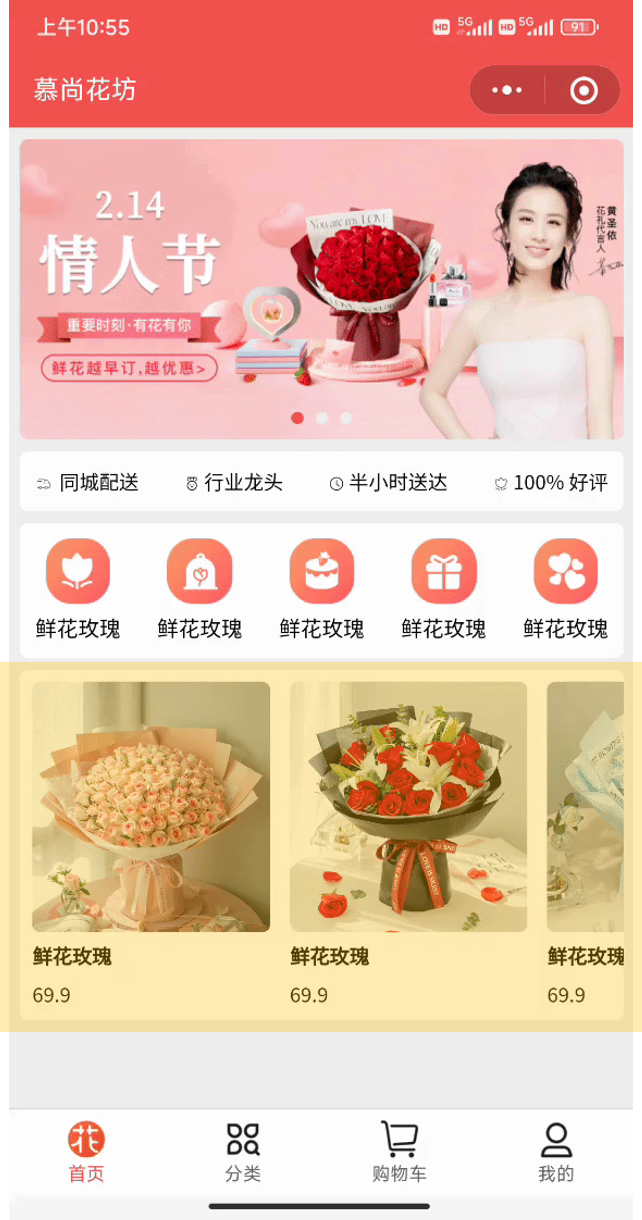 上午10:55
HD 5G HD 5G 91
慕尚花坊
2.14
情人节
重要时刻·有花有你
鲜花越早订,越优惠>
You are my LOVE
黄圣依
花礼代言人
同城配送
行业龙头
半小时送达
100% 好评
鲜花玫瑰
鲜花玫瑰
鲜花玫瑰
鲜花玫瑰
鲜花玫瑰
鲜花玫瑰
69.9
鲜花玫瑰
69.9
鲜花玫瑰
69.9
花
首页
分类
购物车
我的